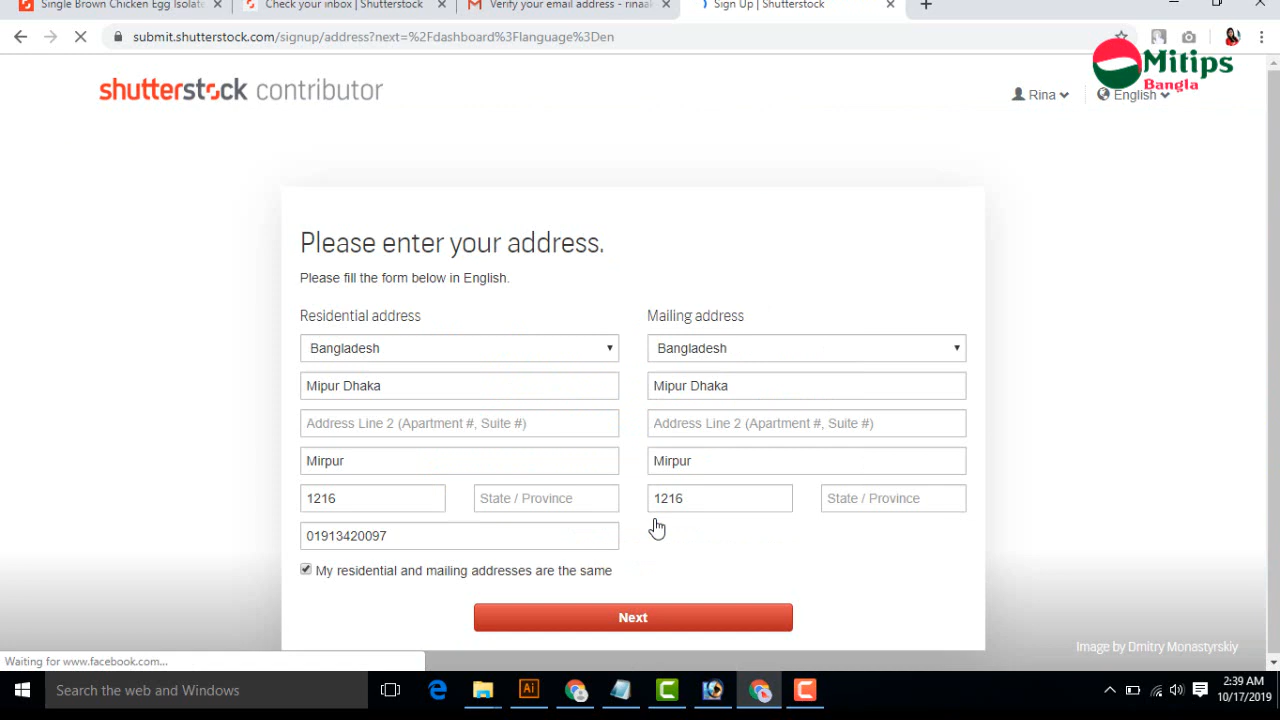 Single Brown Chicken Egg Isolate
Check your inbox | Shutterstock
Verify your email address - rinaak
Sign Up | Shutterstock
submit.shutterstock.com/signup/address?next=%2Fdashboard%3Flanguage%3Den
Mitips
Bangla
shutterstock contributor
Rina
English
Please enter your address.
Please fill the form below in English.
Residential address
Mailing address
Bangladesh
Bangladesh
Mipur Dhaka
Mipur Dhaka
Address Line 2 (Apartment #, Suite #)
Address Line 2 (Apartment #, Suite #)
Mirpur
Mirpur
1216
State / Province
1216
State / Province
01913420097
My residential and mailing addresses are the same
Next
Image by Dmitry Monastyrskiy
Waiting for www.facebook.com...
Search the web and Windows
Ai
2:39 AM
10/17/2019